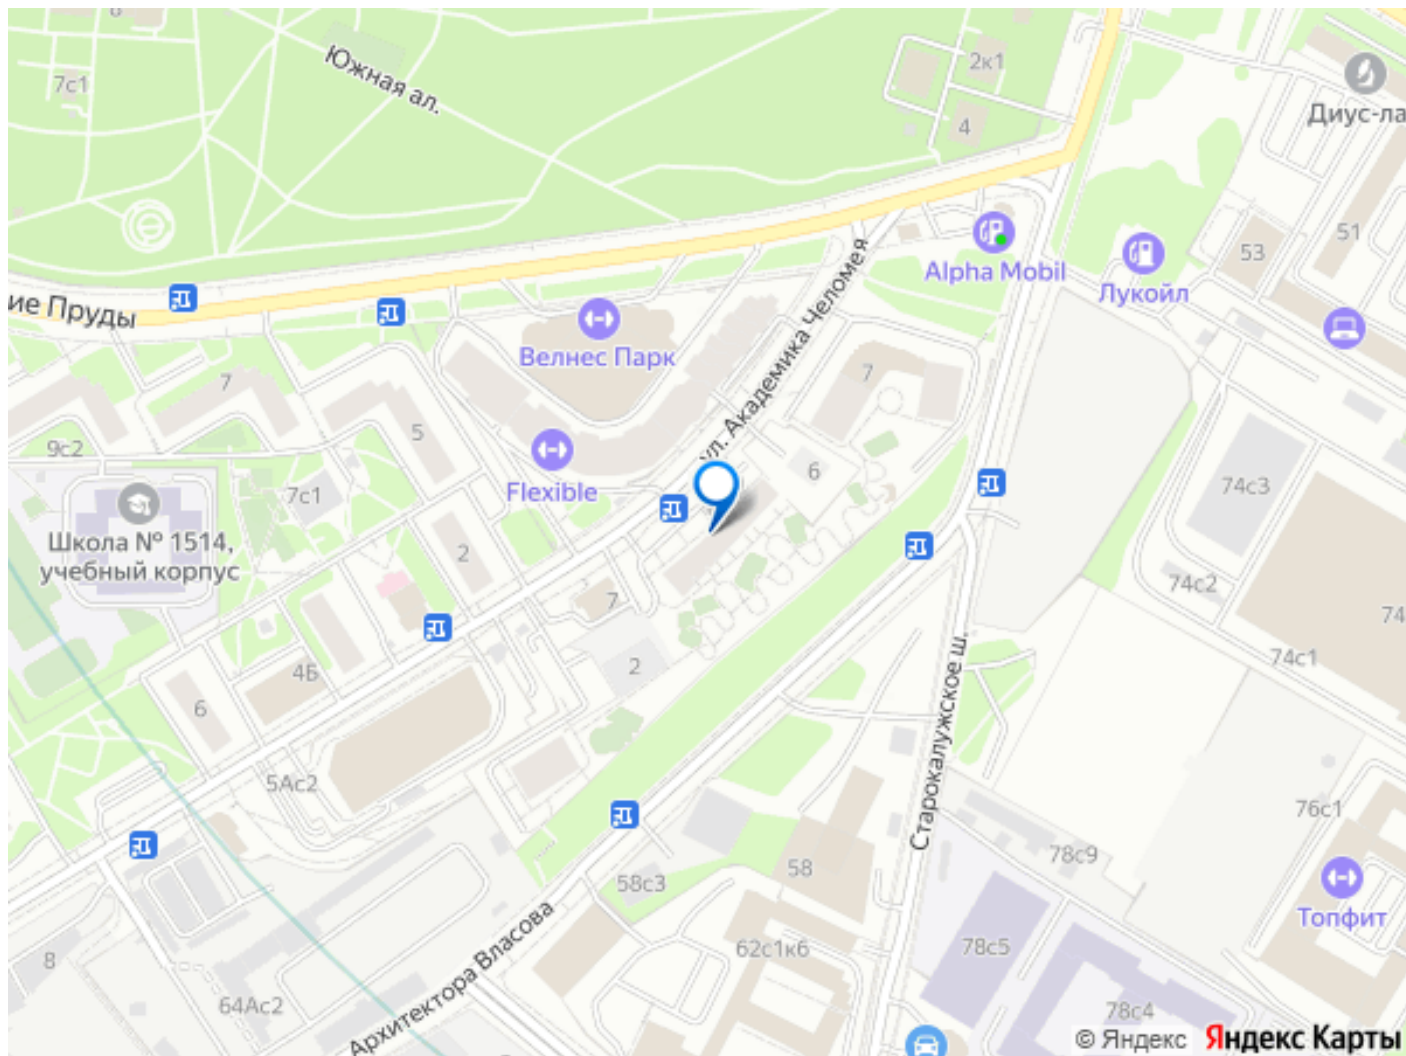 8
7с1
Южная ал.
2к1
4
Диус-ла
51
53
Alpha Mobil
Лукойл
ие Пруды
Велнес Парк
ул. Академика Челомея
7
7
5
9с2
7с1
Flexible
6
74с3
Школа № 1514,
учебный корпус
2
7
74с2
74
4Б
2
74с1
6
Старокалужское ш.
5Ас2
76с1
78с9
58
58с3
Топфит
Архитектора Власова
62с1к6
78с5
8
64Ас2
78с4
© Яндекс Яндекс Карты